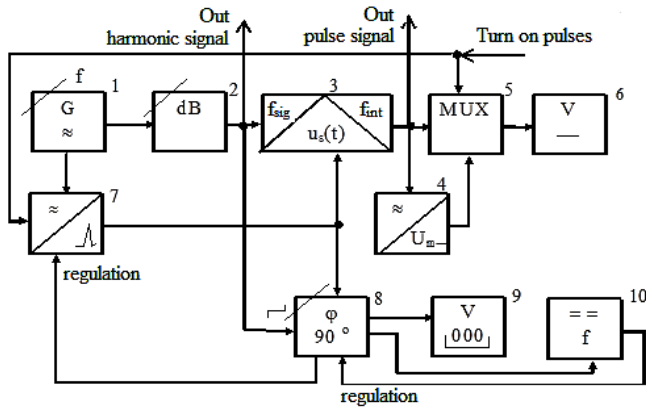 Out
harmonic signal
Out
pulse signal
Turn on pulses
f
1
G
≈
2
dB
3
f_sig
f_int
u_s(t)
5
MUX
6
V
7
≈
4
≈
U_m
regulation
8
φ
90 °
9
V
000
10
= =
f
regulation